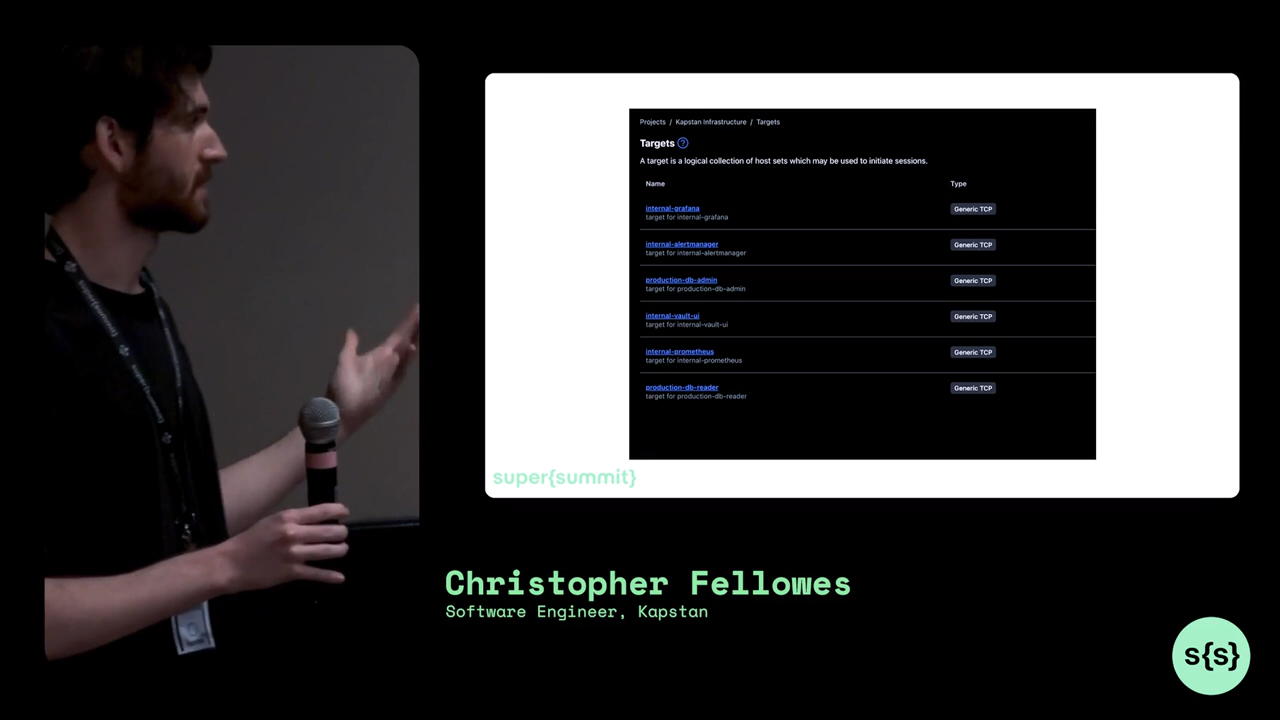 Projects / Kapstan Infrastructure / Targets
Targets ?
A target is a logical collection of host sets which may be used to initiate sessions.
Name Type
internal-grafana Generic TCP
target for internal-grafana
internal-alertmanager Generic TCP
target for internal-alertmanager
production-db-admin Generic TCP
target for production-db-admin
internal-vault-ui Generic TCP
target for internal-vault-ui
internal-prometheus Generic TCP
target for internal-prometheus
production-db-reader Generic TCP
target for production-db-reader
super{summit}
Christopher Fellowes
Software Engineer, Kapstan
s{s}